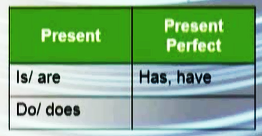 Present
Present
Perfect
Is/ are
Has, have
Do/ does